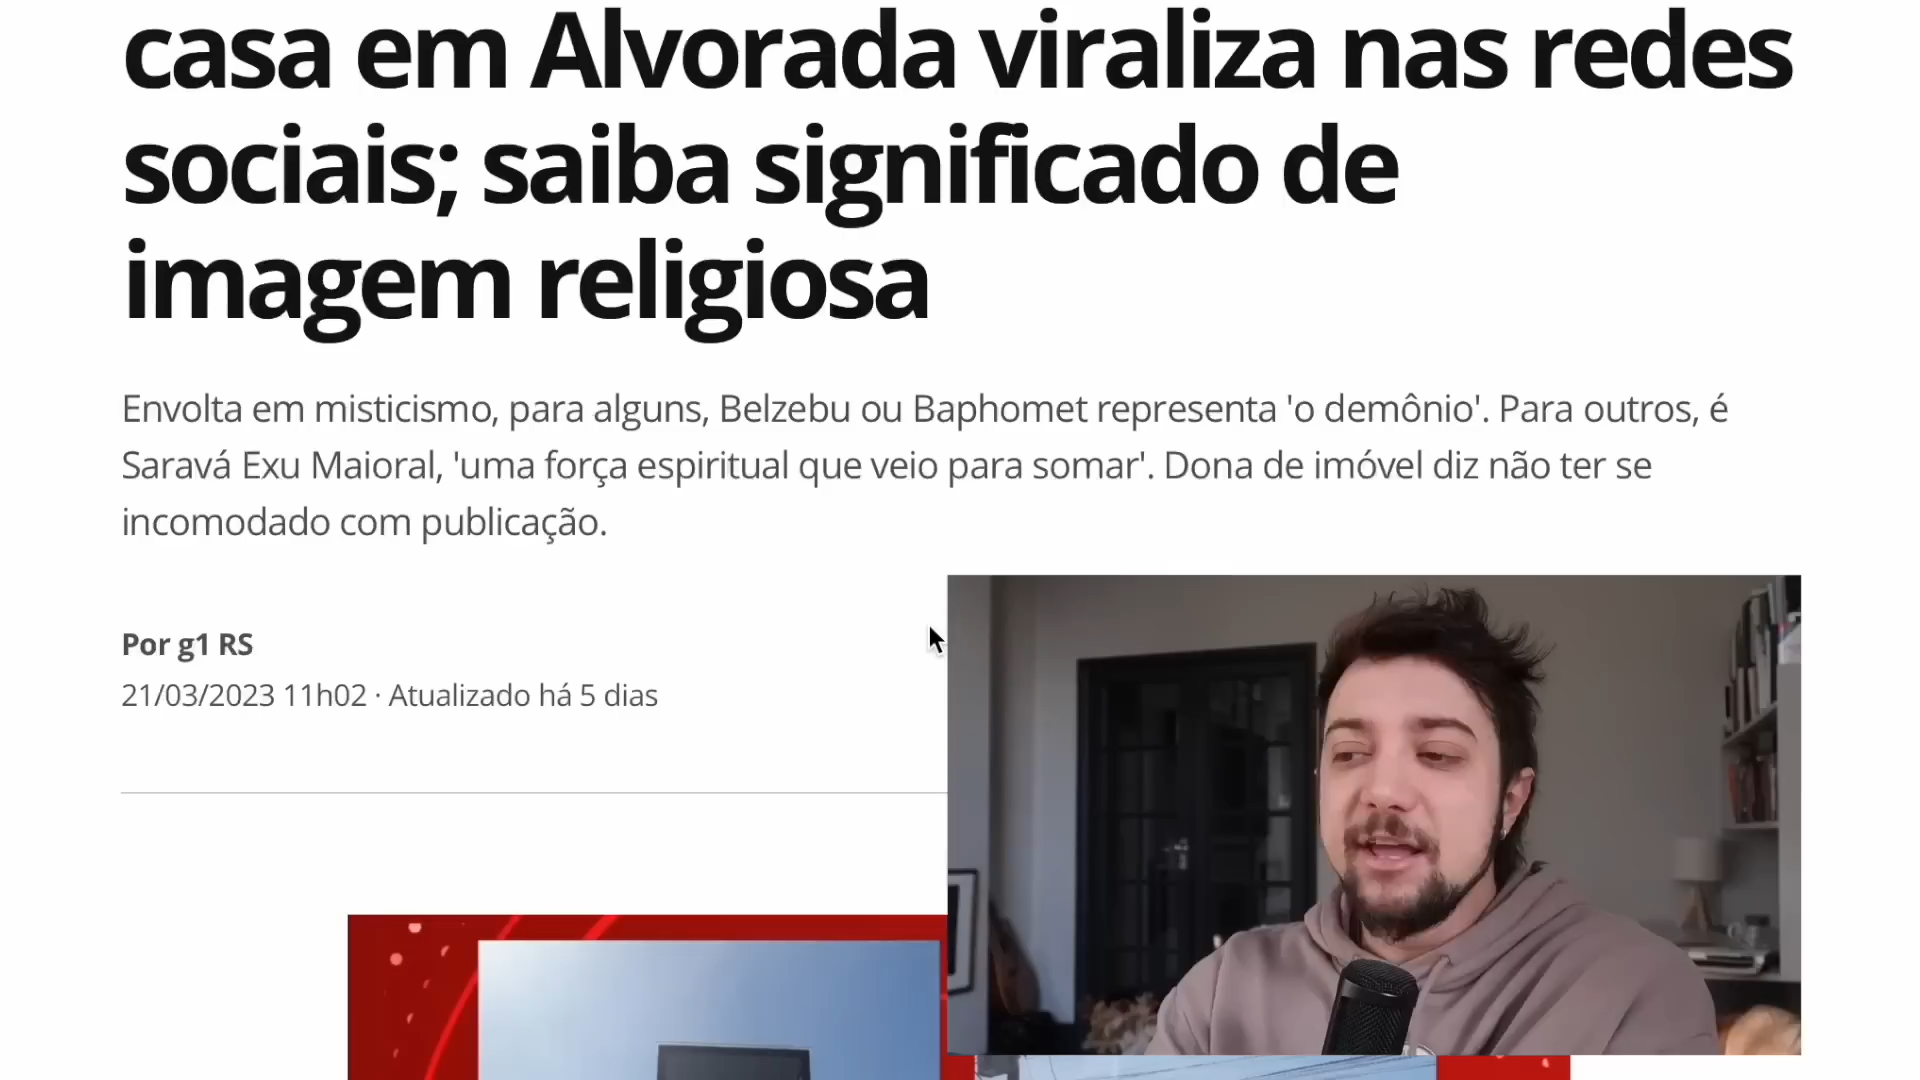 casa em Alvorada viraliza nas redes
sociais; saiba significado de
imagem religiosa
Envolta em misticismo, para alguns, Belzebu ou Baphomet representa 'o demônio'. Para outros, é
Saravá Exu Maioral, 'uma força espiritual que veio para somar'. Dona de imóvel diz não ter se
incomodado com publicação.
Por g1 RS
21/03/2023 11h02 · Atualizado há 5 dias